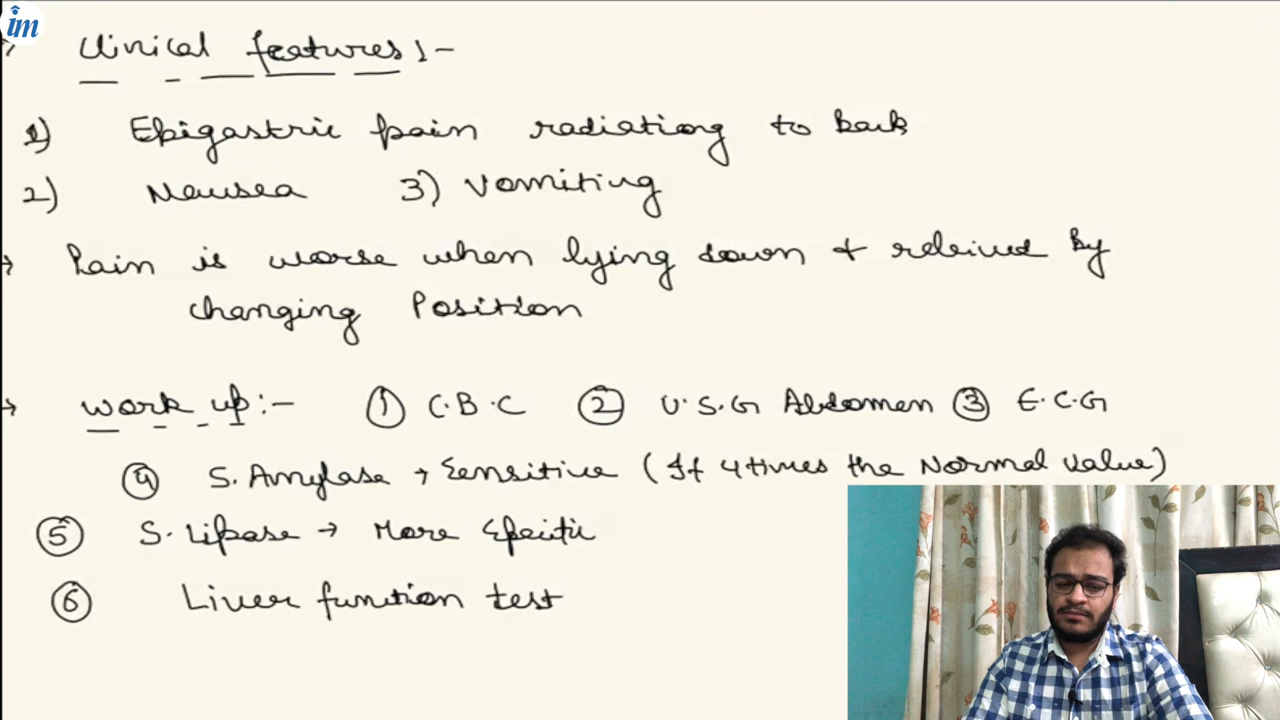 im
Clinical features :-
1) Epigastric pain radiationg to back
2) Nausea 3) Vomiting
→ Pain is worse when lying down & relived By
changing Position
→ work up :- ① C.B.C ② U.S.G Abdomen ③ E.C.G
④ S. Amylase → Sensitive (If 4 times the Normal value)
⑤ S. Lipase → More Specific
⑥ Liver function test